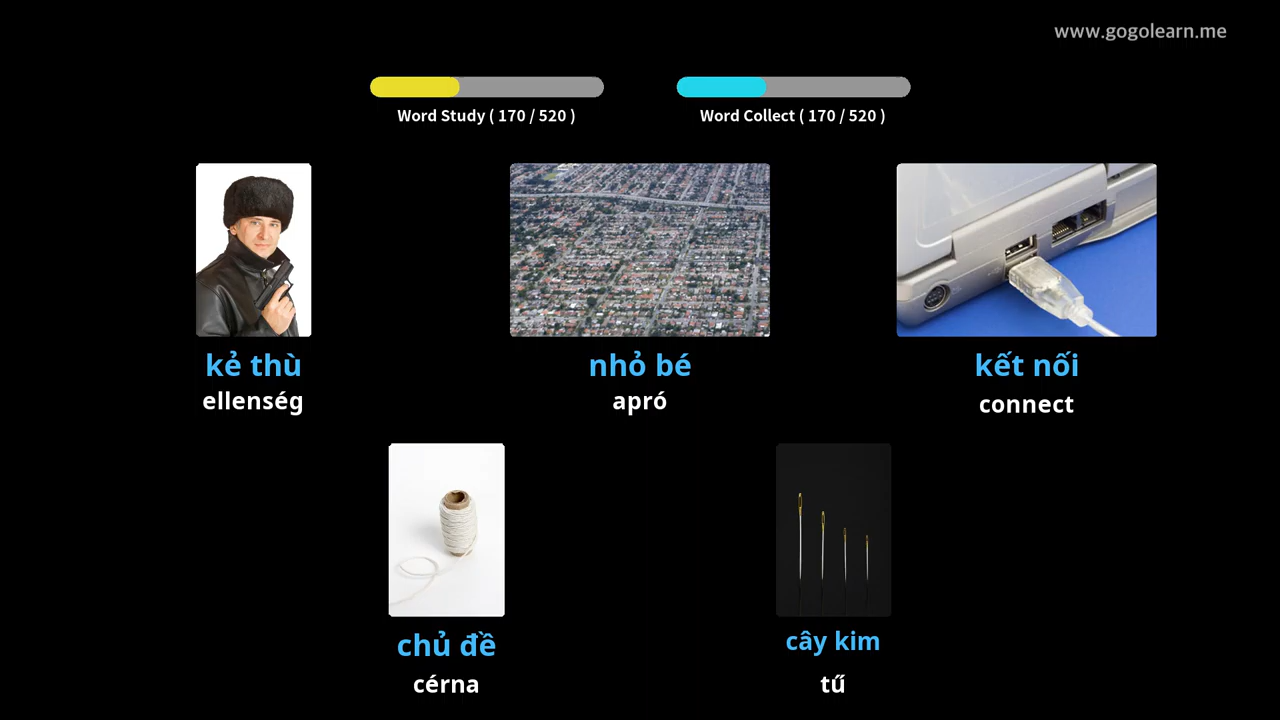 www.gogolearn.me
Word Study ( 170 / 520 )
Word Collect ( 170 / 520 )
kẻ thù
ellenség
nhỏ bé
apró
kết nối
connect
chủ đề
cérna
cây kim
tű